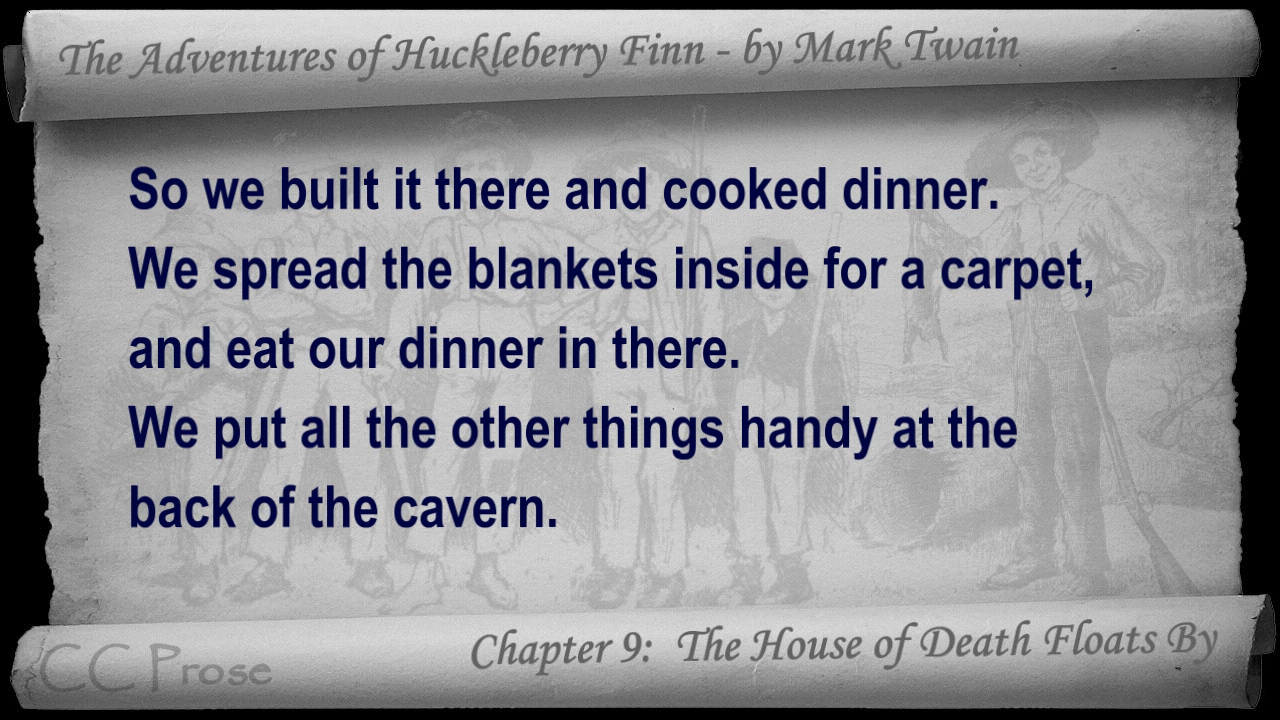 The Adventures of Huckleberry Finn - by Mark Twain
So we built it there and cooked dinner.
We spread the blankets inside for a carpet,
and eat our dinner in there.
We put all the other things handy at the
back of the cavern.
Chapter 9: The House of Death Floats By
CC Prose